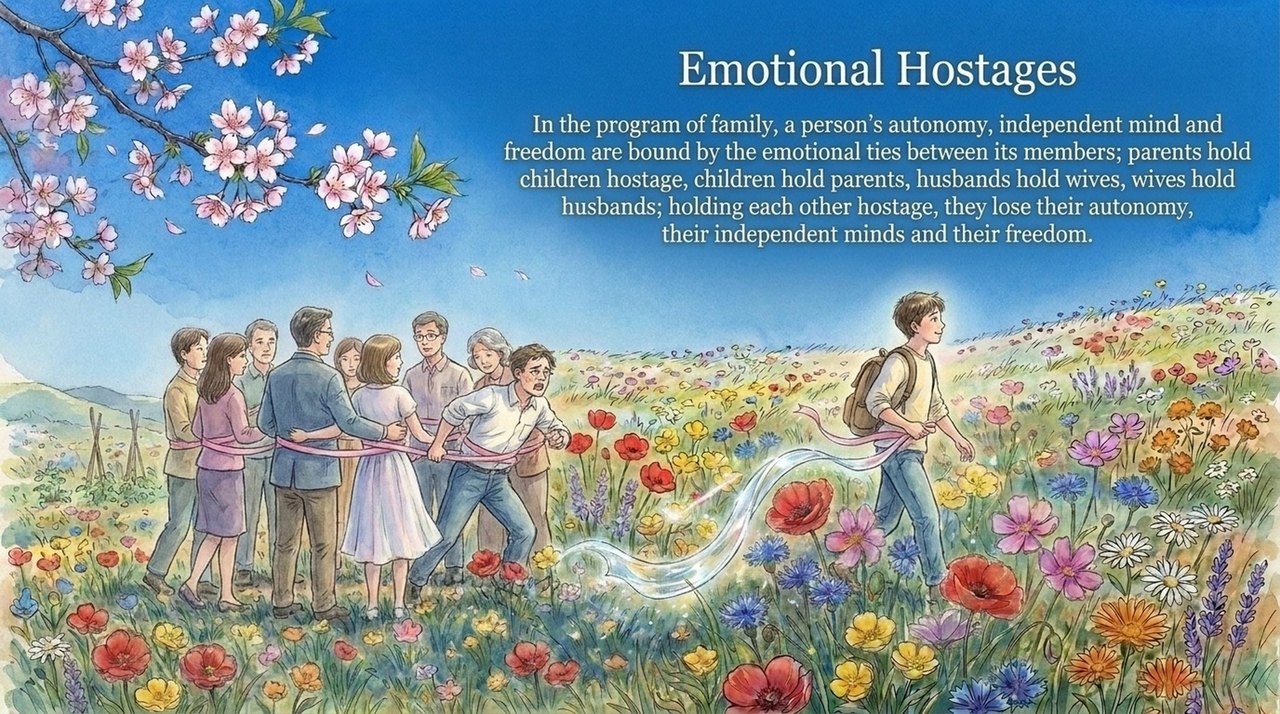 Emotional Hostages
In the program of family, a person's autonomy, independent mind and
freedom are bound by the emotional ties between its members; parents hold
children hostage, children hold parents, husbands hold wives, wives hold
husbands; holding each other hostage, they lose their autonomy,
their independent minds and their freedom.